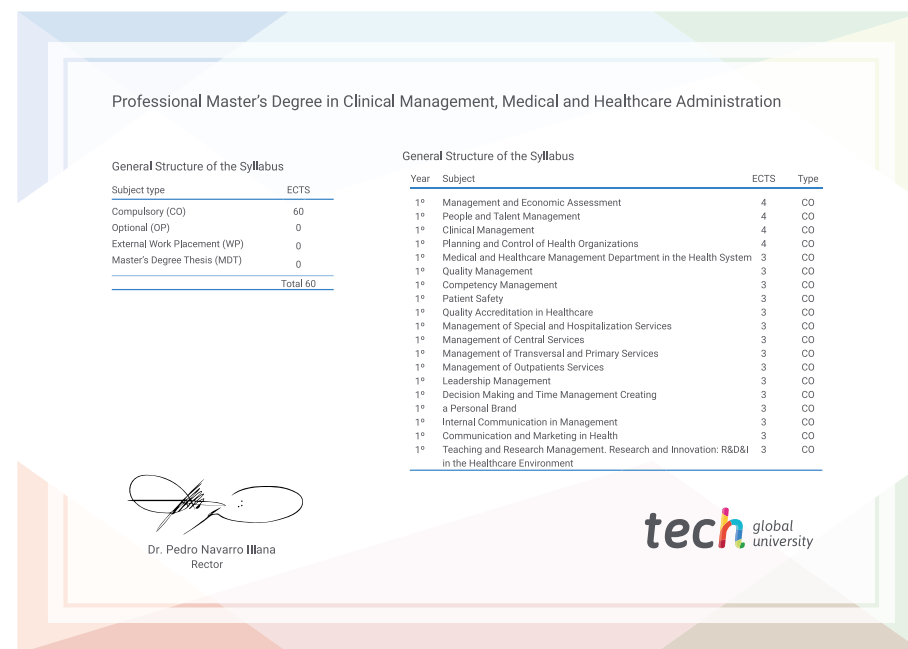 Professional Master's Degree in Clinical Management, Medical and Healthcare Administration
General Structure of the Syllabus
Subject type ECTS
Compulsory (CO) 60
Optional (OP) 0
External Work Placement (WP) 0
Master's Degree Thesis (MDT) 0
Total 60
General Structure of the Syllabus
Year Subject ECTS Type
1º Management and Economic Assessment 4 CO
1º People and Talent Management 4 CO
1º Clinical Management 4 CO
1º Planning and Control of Health Organizations 4 CO
1º Medical and Healthcare Management Department in the Health System 3 CO
1º Quality Management 3 CO
1º Competency Management 3 CO
1º Patient Safety 3 CO
1º Quality Accreditation in Healthcare 3 CO
1º Management of Special and Hospitalization Services 3 CO
1º Management of Central Services 3 CO
1º Management of Transversal and Primary Services 3 CO
1º Management of Outpatients Services 3 CO
1º Leadership Management 3 CO
1º Decision Making and Time Management Creating 3 CO
1º a Personal Brand 3 CO
1º Internal Communication in Management 3 CO
1º Communication and Marketing in Health 3 CO
1º Teaching and Research Management. Research and Innovation: R&D&I 3 CO
in the Healthcare Environment
Dr. Pedro Navarro Illana
Rector
tech global
university